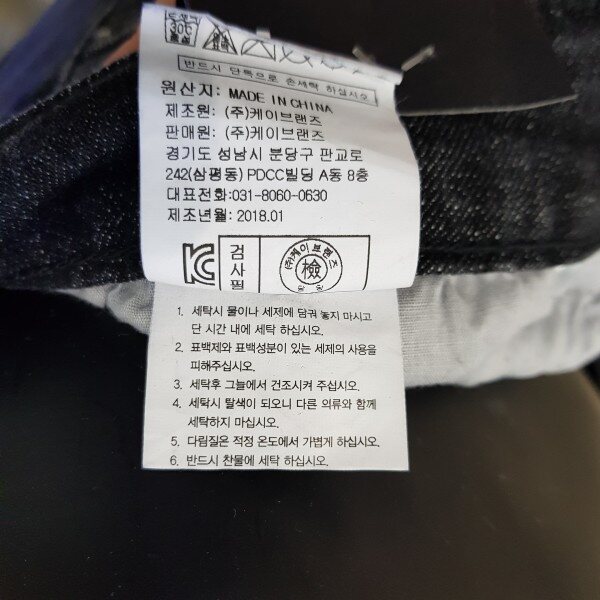 30℃
중성
반드시 단독으로 손세탁 하십시오
원산지: MADE IN CHINA
제조원: (주)케이브랜즈
판매원: (주)케이브랜즈
경기도 성남시 분당구 판교로
242(삼평동) PDCC빌딩 A동 8층
대표전화:031-8060-0630
제조년월: 2018.01
검사필
(주)케이브랜즈
檢
1. 세탁시 물이나 세제에 담궈 놓지 마시고
단 시간 내에 세탁 하십시오.
2. 표백제와 표백성분이 있는 세제의 사용을
피해주십시오.
3. 세탁후 그늘에서 건조시켜 주십시오.
4. 세탁시 탈색이 되오니 다른 의류와 함께
세탁하지 마십시오.
5. 다림질은 적정 온도에서 가볍게 하십시오.
6. 반드시 찬물에 세탁 하십시오.